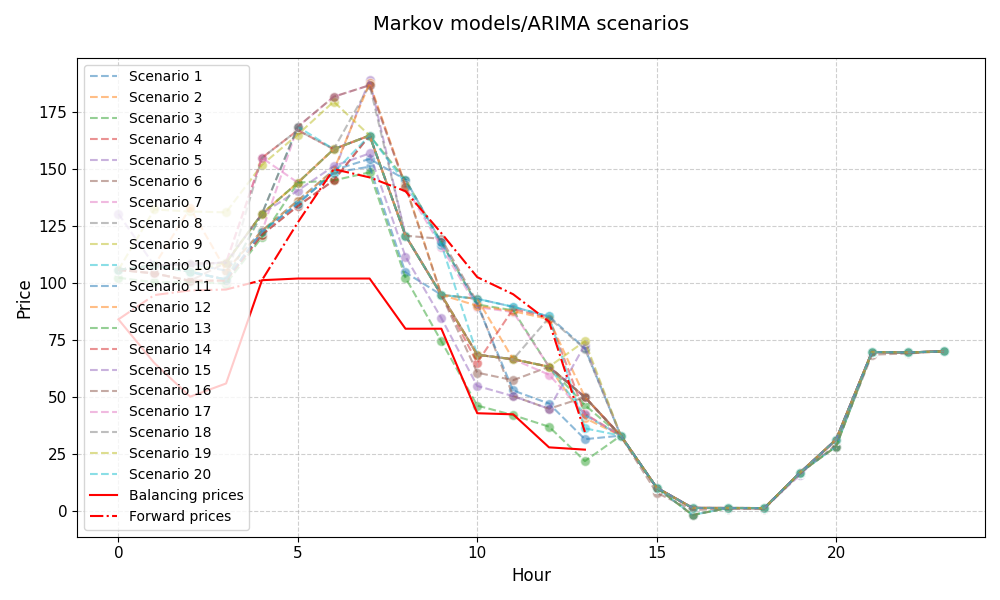 Markov models/ARIMA scenarios
Price
175
150
125
100
75
50
25
0
Scenario 1
Scenario 2
Scenario 3
Scenario 4
Scenario 5
Scenario 6
Scenario 7
Scenario 8
Scenario 9
Scenario 10
Scenario 11
Scenario 12
Scenario 13
Scenario 14
Scenario 15
Scenario 16
Scenario 17
Scenario 18
Scenario 19
Scenario 20
Balancing prices
Forward prices
0 5 10 15 20
Hour